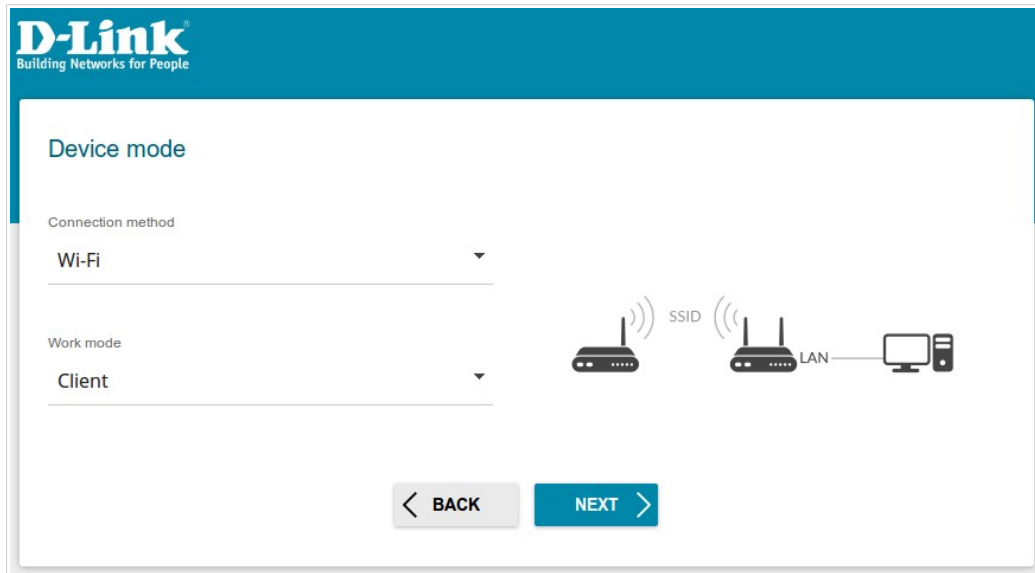 D-Link®
Building Networks for People
Device mode
Connection method
Wi-Fi
Work mode
Client
SSID
LAN
BACK
NEXT